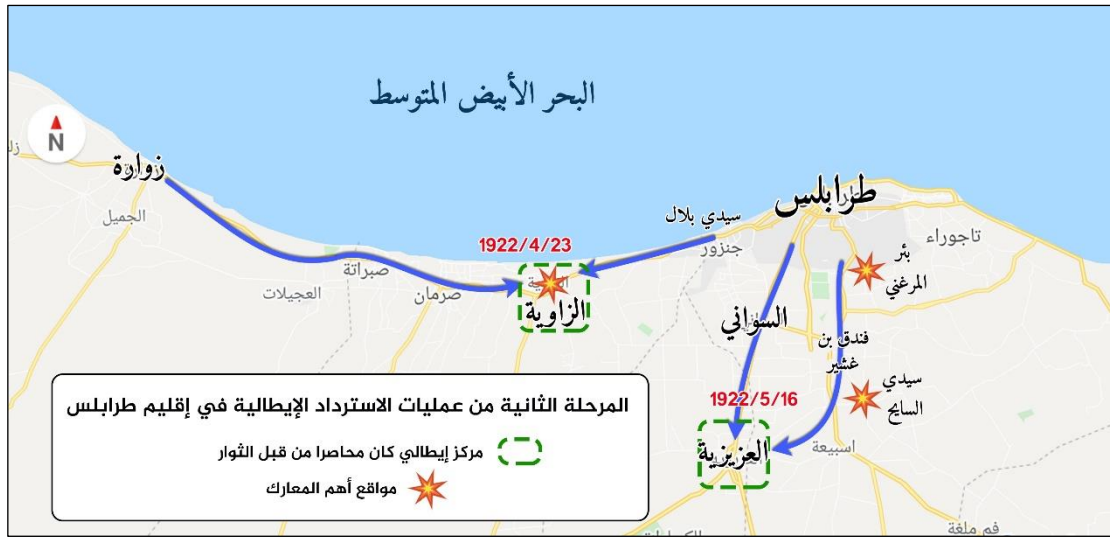 البحر الأبيض المتوسط
N
زوارة
الجميل
طرابلس
سيدي بلال
جنزور
تاجوراء
1922/4/23
صبراتة
العجيلات
صرمان
الزاوية
بئر
المرغني
السواني
فندق بن
غشير
سيدي
السايح
1922/5/16
العزيزية
اسبيعة
فم ملغة
المرحلة الثانية من عمليات الاسترداد الإيطالية في إقليم طرابلس
مركز إيطالي كان محاصرا من قبل الثوار
مواقع أهم المعارك